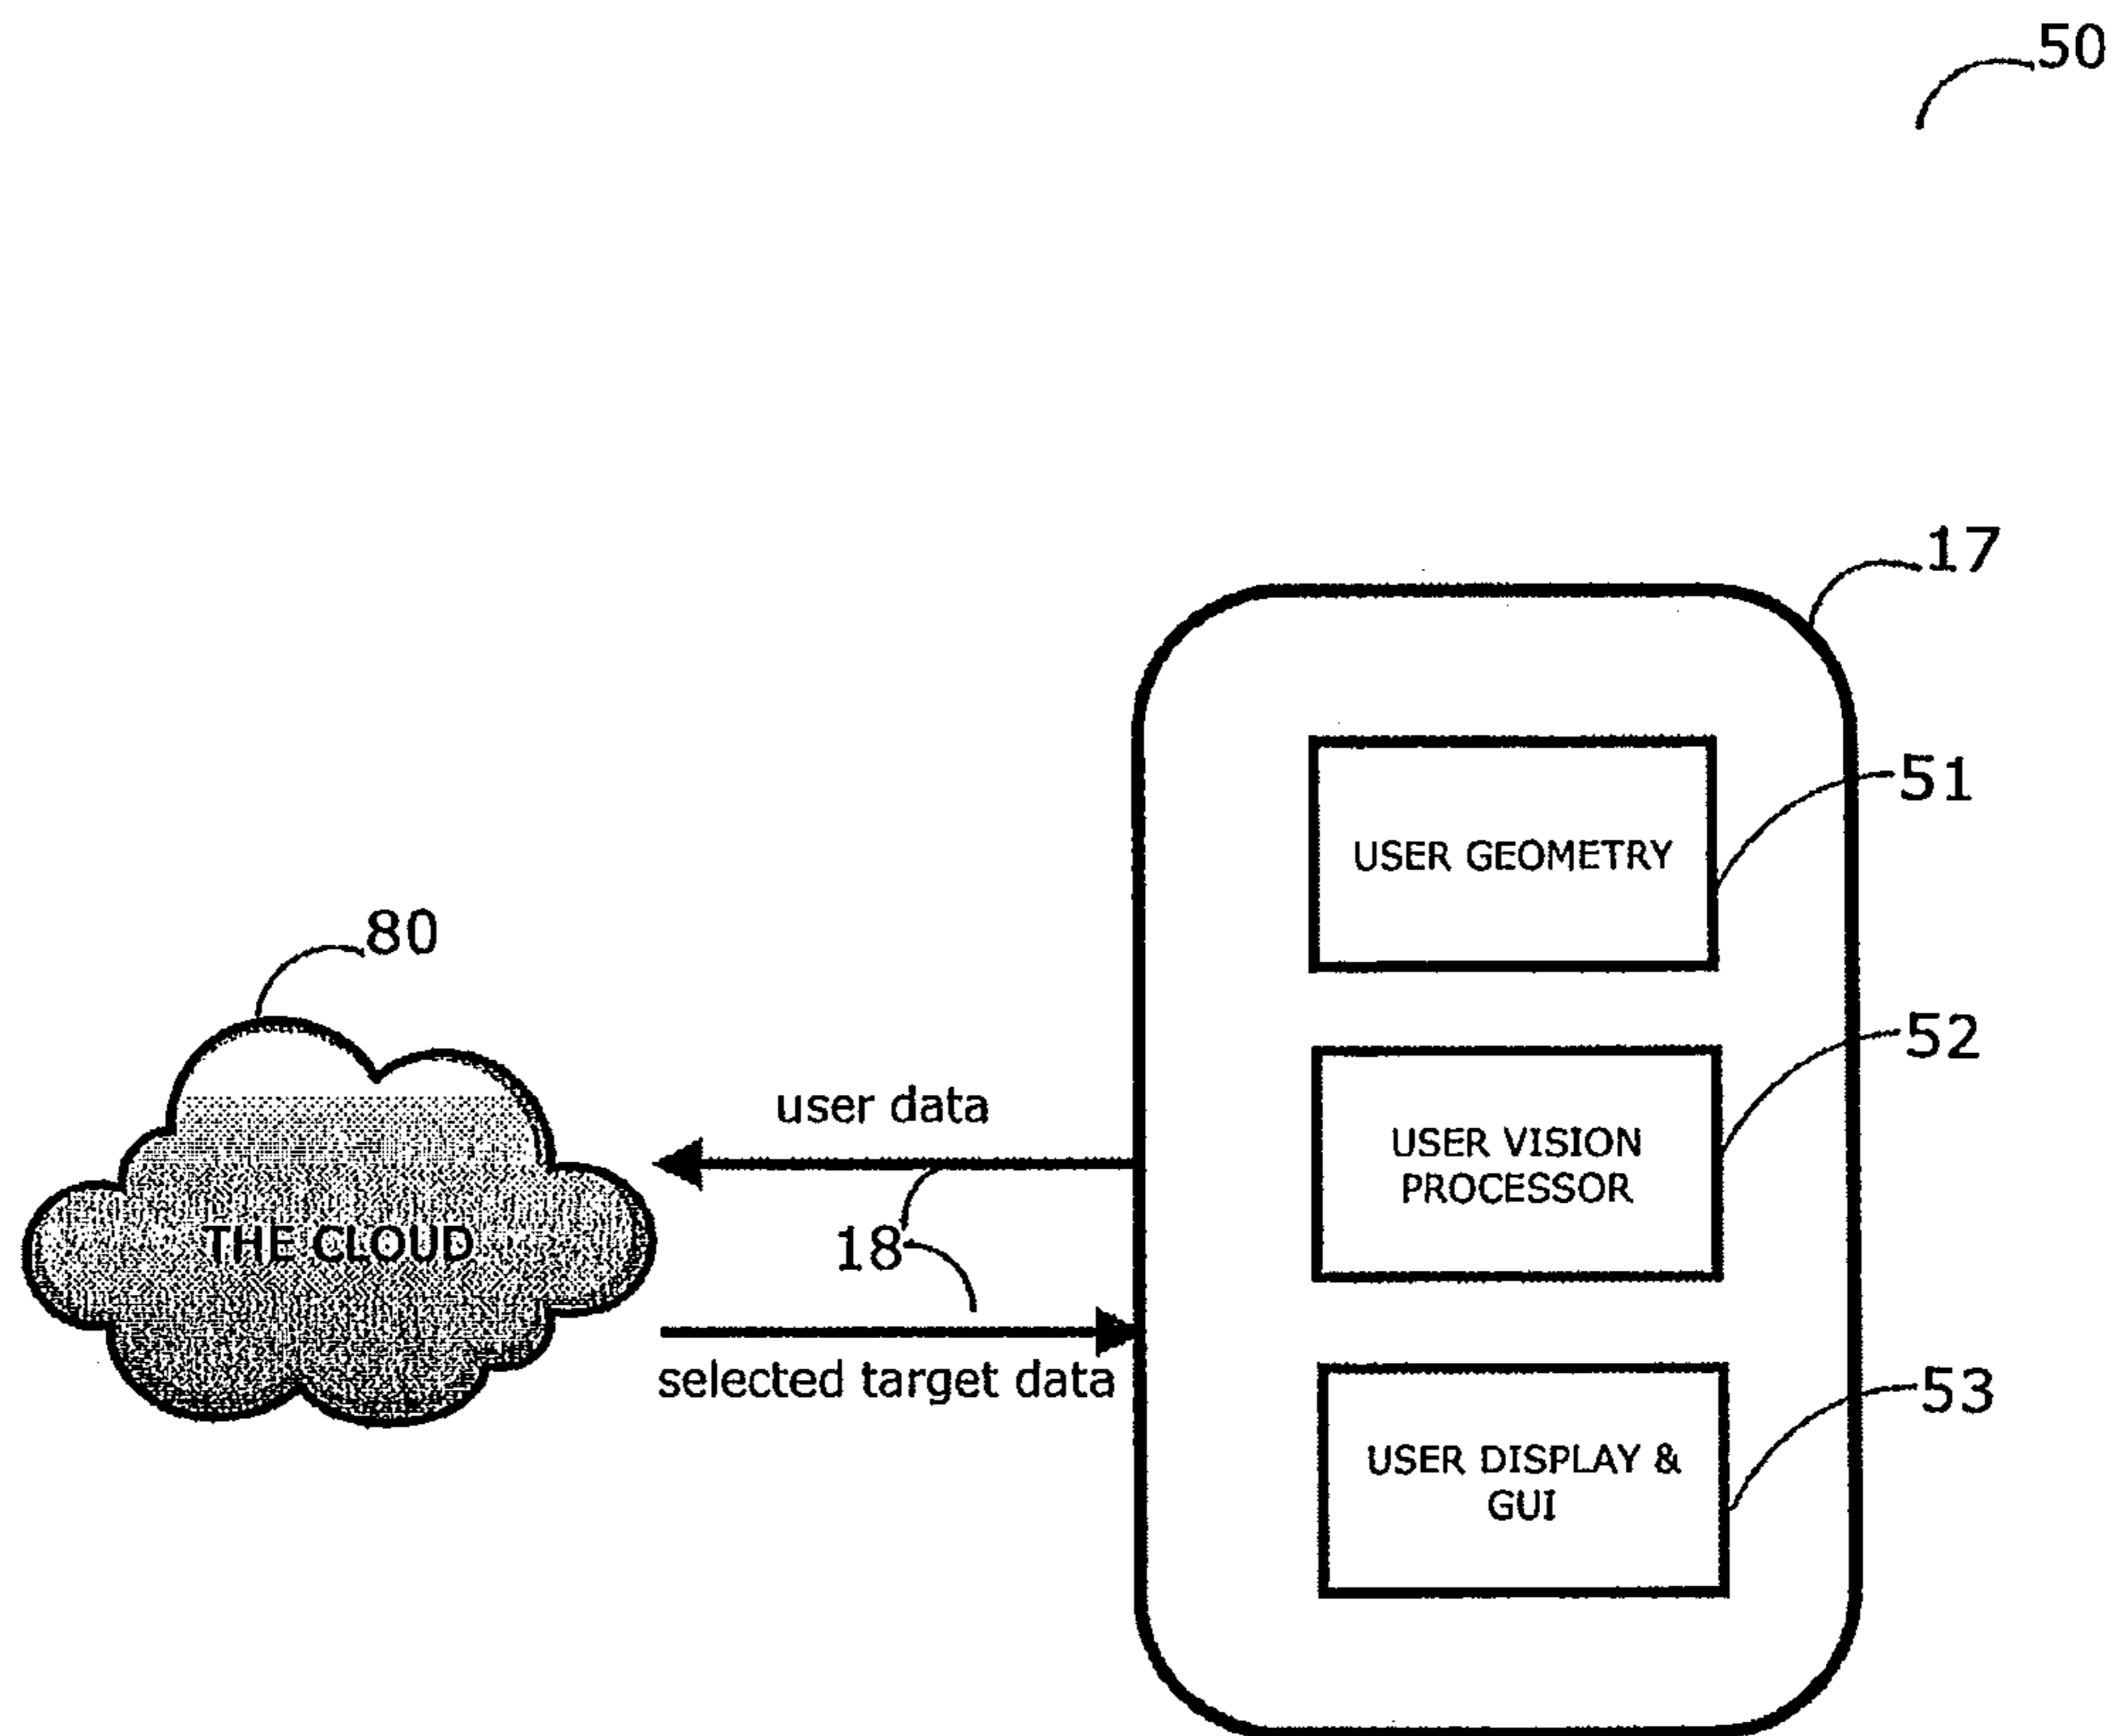 50
17
USER GEOMETRY
51
80
USER VISION
PROCESSOR
52
user data
THE CLOUD
18
selected target data
USER DISPLAY &
GUI
53